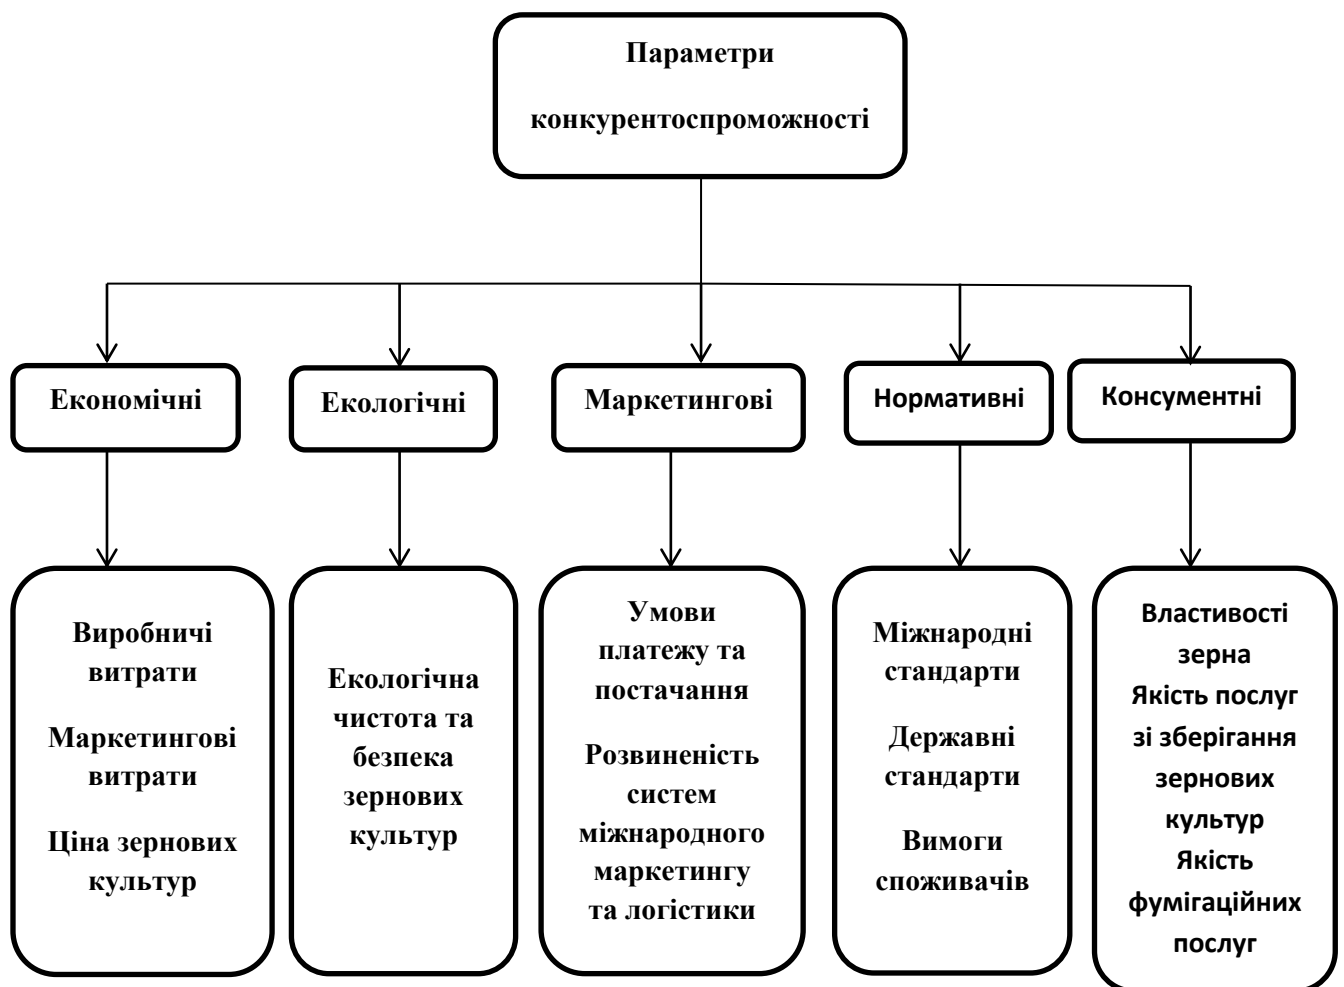 Параметри
конкурентоспроможності
Економічні
Екологічні
Маркетингові
Нормативні
Консументні
Виробничі
витрати
Маркетингові
витрати
Ціна зернових
культур
Екологічна
чистота та
безпека
зернових
культур
Умови
платежу та
постачання
Розвиненість
систем
міжнародного
маркетингу
та логістики
Міжнародні
стандарти
Державні
стандарти
Вимоги
споживачів
Властивості
зерна
Якість послуг
зі зберігання
зернових
культур
Якість
фумігаційних
послуг